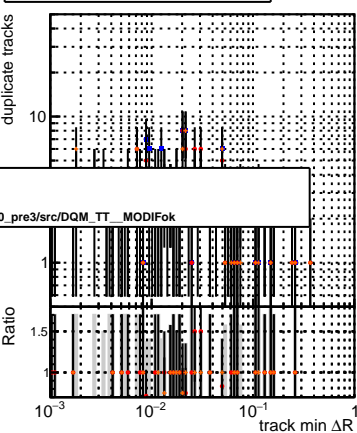 duplicate tracks
10
0_pre3/src/DQM_TT__MODIFok
1
Ratio
1.5
1
10⁻³
10⁻²
10⁻¹
1
track min ΔR